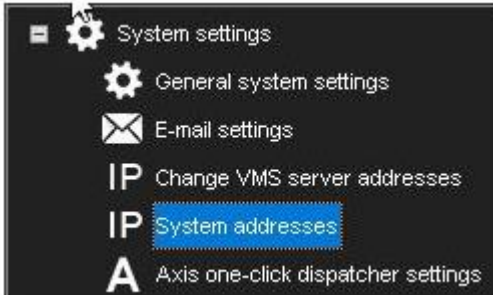 System settings
General system settings
E-mail settings
IP Change VMS server addresses
IP System addresses
A Axis one-click dispatcher settings